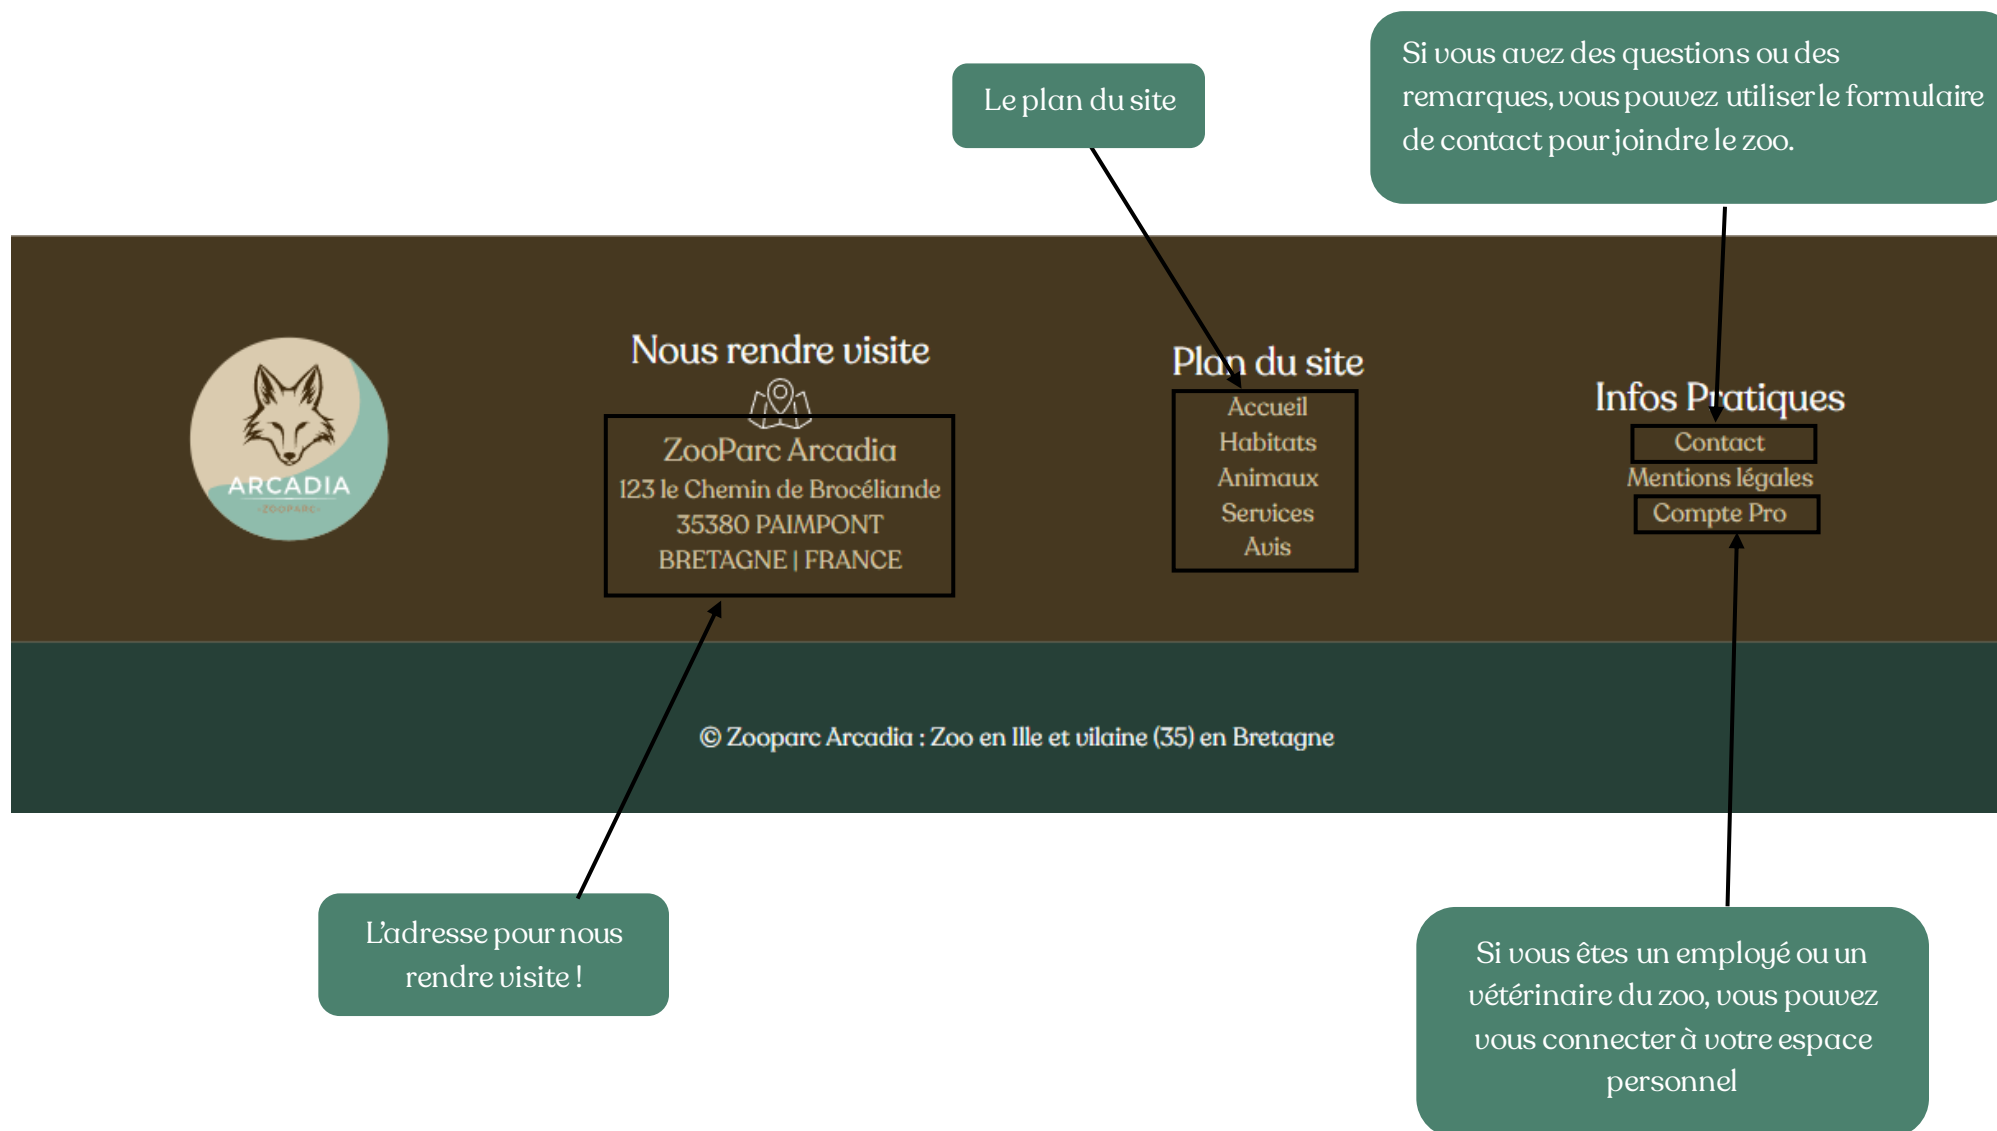 Si vous avez des questions ou des
remarques, vous pouvez utiliser le formulaire
de contact pour joindre le zoo.
Le plan du site
ARCADIA
-ZOOPARC-
Nous rendre visite
ZooParc Arcadia
123 le Chemin de Brocéliande
35380 PAIMPONT
BRETAGNE | FRANCE
Plan du site
Accueil
Habitats
Animaux
Services
Avis
Infos Pratiques
Contact
Mentions légales
Compte Pro
© Zooparc Arcadia : Zoo en Ille et vilaine (35) en Bretagne
L'adresse pour nous
rendre visite !
Si vous êtes un employé ou un
vétérinaire du zoo, vous pouvez
vous connecter à votre espace
personnel